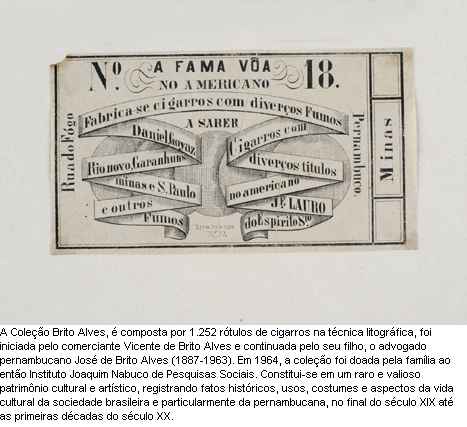 Nº. A FAMA VÔA 18.
NO AMERICANO
Fabrica-se cigarros com diverços Fumos
A SABER
Rua do Fôgo
Pernambuco.
Minas
Daniel Goyaz
Rio novo, Garanhuns
minas e S. Paulo
e outros
Fumos
Cigarros com
diverços titulos
no americano
Jº. LAURO
do Espirito Sto
A Coleção Brito Alves, é composta por 1.252 rótulos de cigarros na técnica litográfica, foi
iniciada pelo comerciante Vicente de Brito Alves e continuada pelo seu filho, o advogado
pernambucano José de Brito Alves (1887-1963). Em 1964, a coleção foi doada pela família ao
então Instituto Joaquim Nabuco de Pesquisas Sociais. Constitui-se em um raro e valioso
patrimônio cultural e artístico, registrando fatos históricos, usos, costumes e aspectos da vida
cultural da sociedade brasileira e particularmente da pernambucana, no final do século XIX até
as primeiras décadas do século XX.